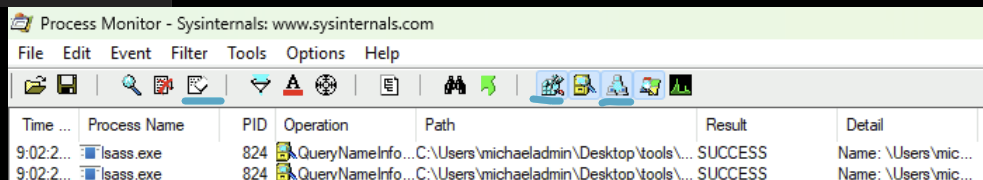 Process Monitor - Sysinternals: www.sysinternals.com
File Edit Event Filter Tools Options Help
Time ... Process Name PID Operation Path Result Detail
9:02:2... lsass.exe 824 QueryNameInfo...C:\Users\michaeladmin\Desktop\tools\... SUCCESS Name: \Users\mic...
9:02:2... lsass.exe 824 QueryNameInfo...C:\Users\michaeladmin\Desktop\tools\... SUCCESS Name: \Users\mic...